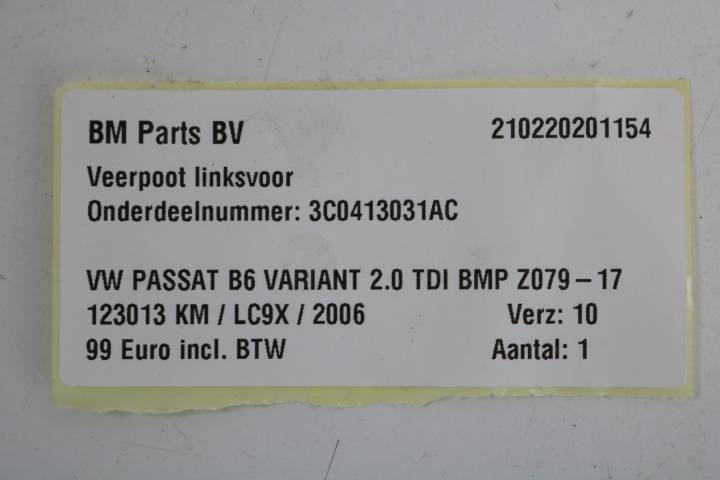 BM Parts BV 210220201154
Veerpoot linksvoor
Onderdeelnummer: 3C0413031AC
VW PASSAT B6 VARIANT 2.0 TDI BMP Z079-17
123013 KM / LC9X / 2006 Verz: 10
99 Euro incl. BTW Aantal: 1